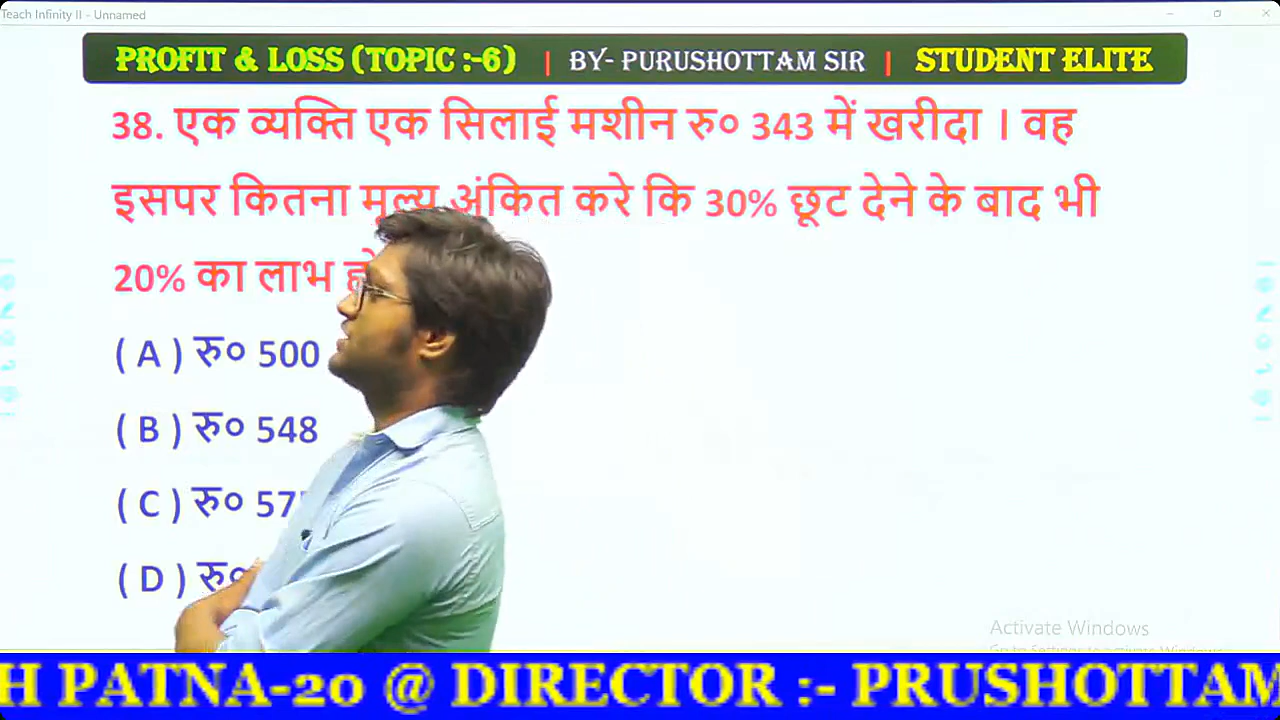 Teach Infinity II - Unnamed
PROFIT & LOSS (TOPIC :-6) | BY- PURUSHOTTAM SIR | STUDENT ELITE
38. एक व्यक्ति एक सिलाई मशीन रु० 343 में खरीदा । वह
इसपर कितना मूल्य अंकित करे कि 30% छूट देने के बाद भी
20% का लाभ
( A ) रु० 500
( B ) रु० 548
( C ) रु०
( D ) रु०
Activate Windows
H PATNA-20 @ DIRECTOR :- PRUSHOTTAM